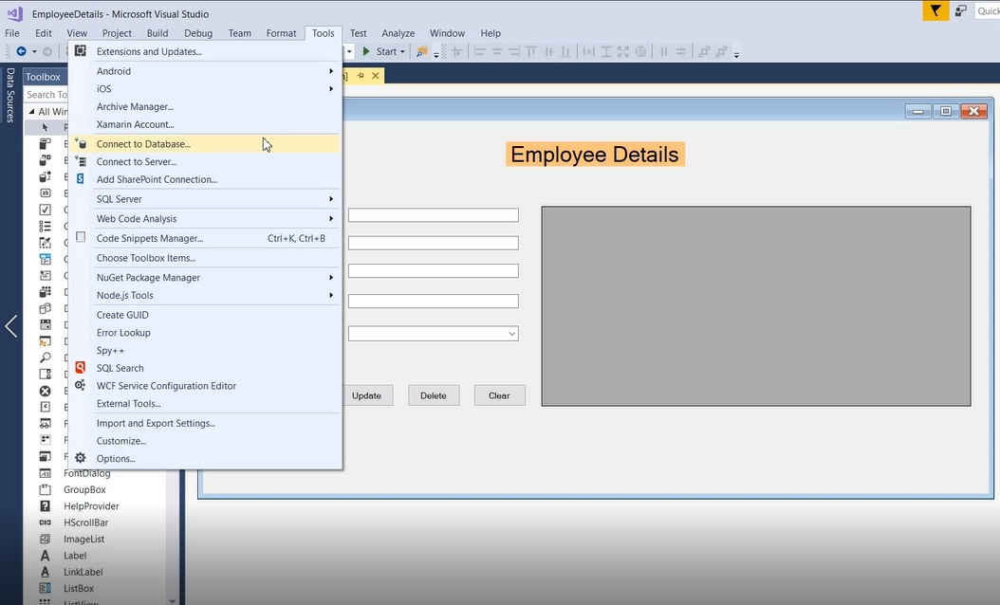 EmployeeDetails - Microsoft Visual Studio
Quic
File Edit View Project Build Debug Team Format Tools Test Analyze Window Help
Start
Data Sources
Toolbox
Search To
All Win
Extensions and Updates...
Android
iOS
Archive Manager...
Xamarin Account...
Connect to Database...
Connect to Server...
Add SharePoint Connection...
SQL Server
Web Code Analysis
Code Snippets Manager... Ctrl+K, Ctrl+B
Choose Toolbox Items...
NuGet Package Manager
Node.js Tools
Create GUID
Error Lookup
Spy++
SQL Search
WCF Service Configuration Editor
External Tools...
Import and Export Settings...
Customize...
Options...
Employee Details
Update Delete Clear
FontDialog
GroupBox
HelpProvider
HScrollBar
ImageList
Label
LinkLabel
ListBox
ListView